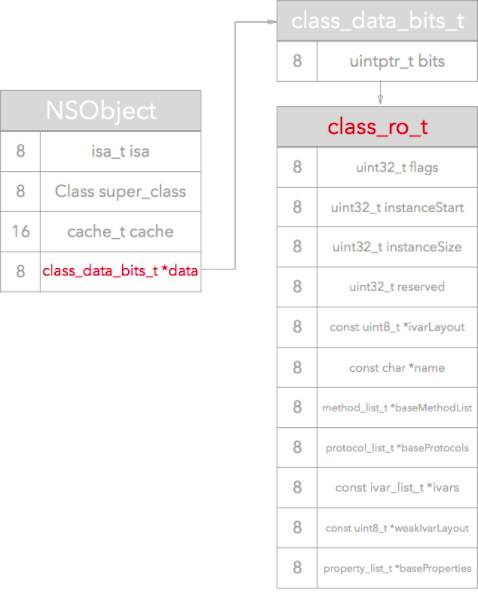 class_data_bits_t
8 uintptr_t bits
NSObject
8 isa_t isa
8 Class super_class
16 cache_t cache
8 class_data_bits_t *data
class_ro_t
8 uint32_t flags
8 uint32_t instanceStart
8 uint32_t instanceSize
8 uint32_t reserved
8 const uint8_t *ivarLayout
8 const char *name
8 method_list_t *baseMethodList
8 protocol_list_t *baseProtocols
8 const ivar_list_t *ivars
8 const uint8_t *weakIvarLayout
8 property_list_t *baseProperties